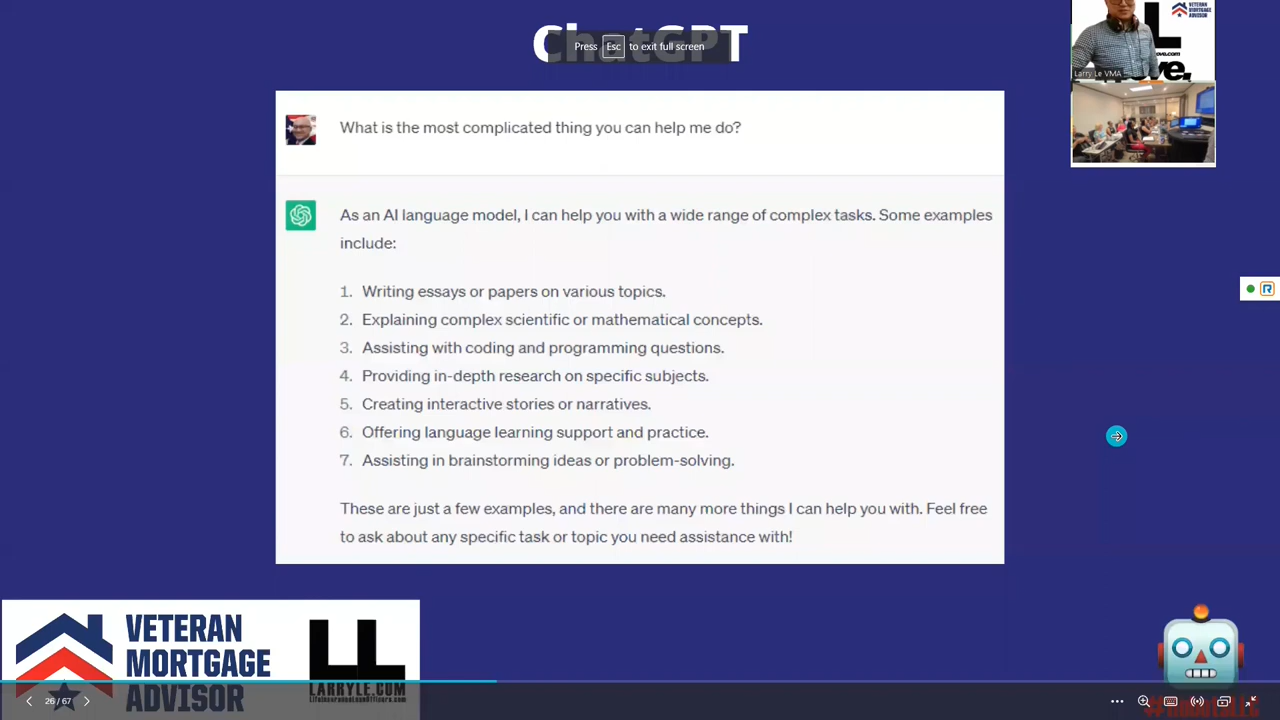 ChatGPT
Press Esc to exit full screen
VETERAN
MORTGAGE
ADVISOR
Larry Le VMA
What is the most complicated thing you can help me do?
As an AI language model, I can help you with a wide range of complex tasks. Some examples
include:
1. Writing essays or papers on various topics.
2. Explaining complex scientific or mathematical concepts.
3. Assisting with coding and programming questions.
4. Providing in-depth research on specific subjects.
5. Creating interactive stories or narratives.
6. Offering language learning support and practice.
7. Assisting in brainstorming ideas or problem-solving.
These are just a few examples, and there are many more things I can help you with. Feel free
to ask about any specific task or topic you need assistance with!
VETERAN
MORTGAGE
ADVISOR
LL
LARRYLE.COM
26/67